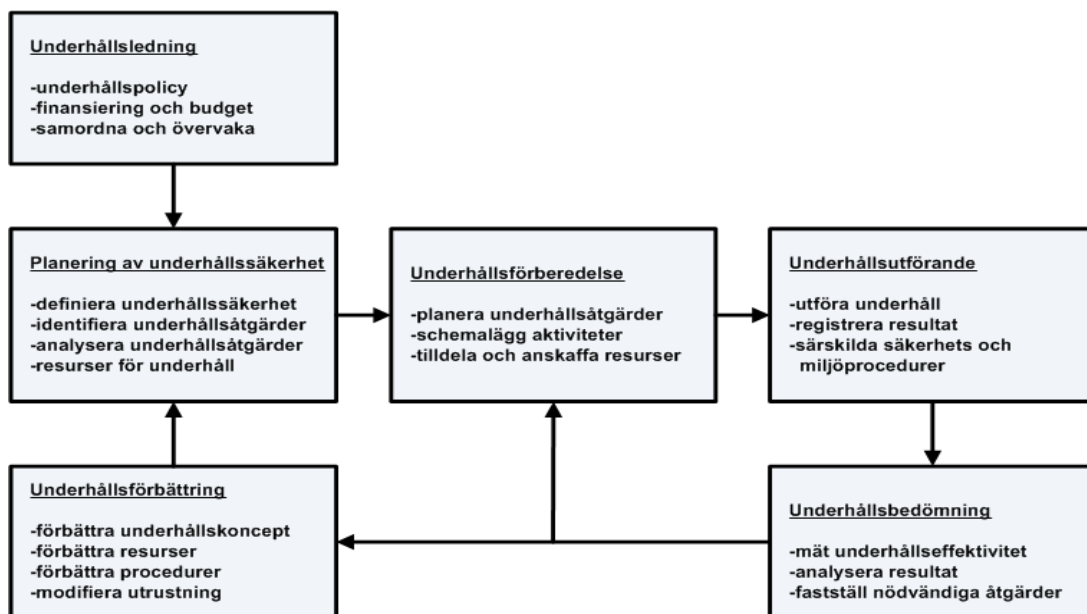 Underhållsledning
-underhållspolicy
-finansiering och budget
-samordna och övervaka
Planering av underhållssäkerhet
-definiera underhållssäkerhet
-identifiera underhållsåtgärder
-analysera underhållsåtgärder
-resurser för underhåll
Underhållsförberedelse
-planera underhållsåtgärder
-schemalägg aktiviteter
-tilldela och anskaffa resurser
Underhållsutförande
-utföra underhåll
-registrera resultat
-särskilda säkerhets och
miljöprocedurer
Underhållsförbättring
-förbättra underhållskoncept
-förbättra resurser
-förbättra procedurer
-modifiera utrustning
Underhållsbedömning
-mät underhållseffektivitet
-analysera resultat
-fastställ nödvändiga åtgärder